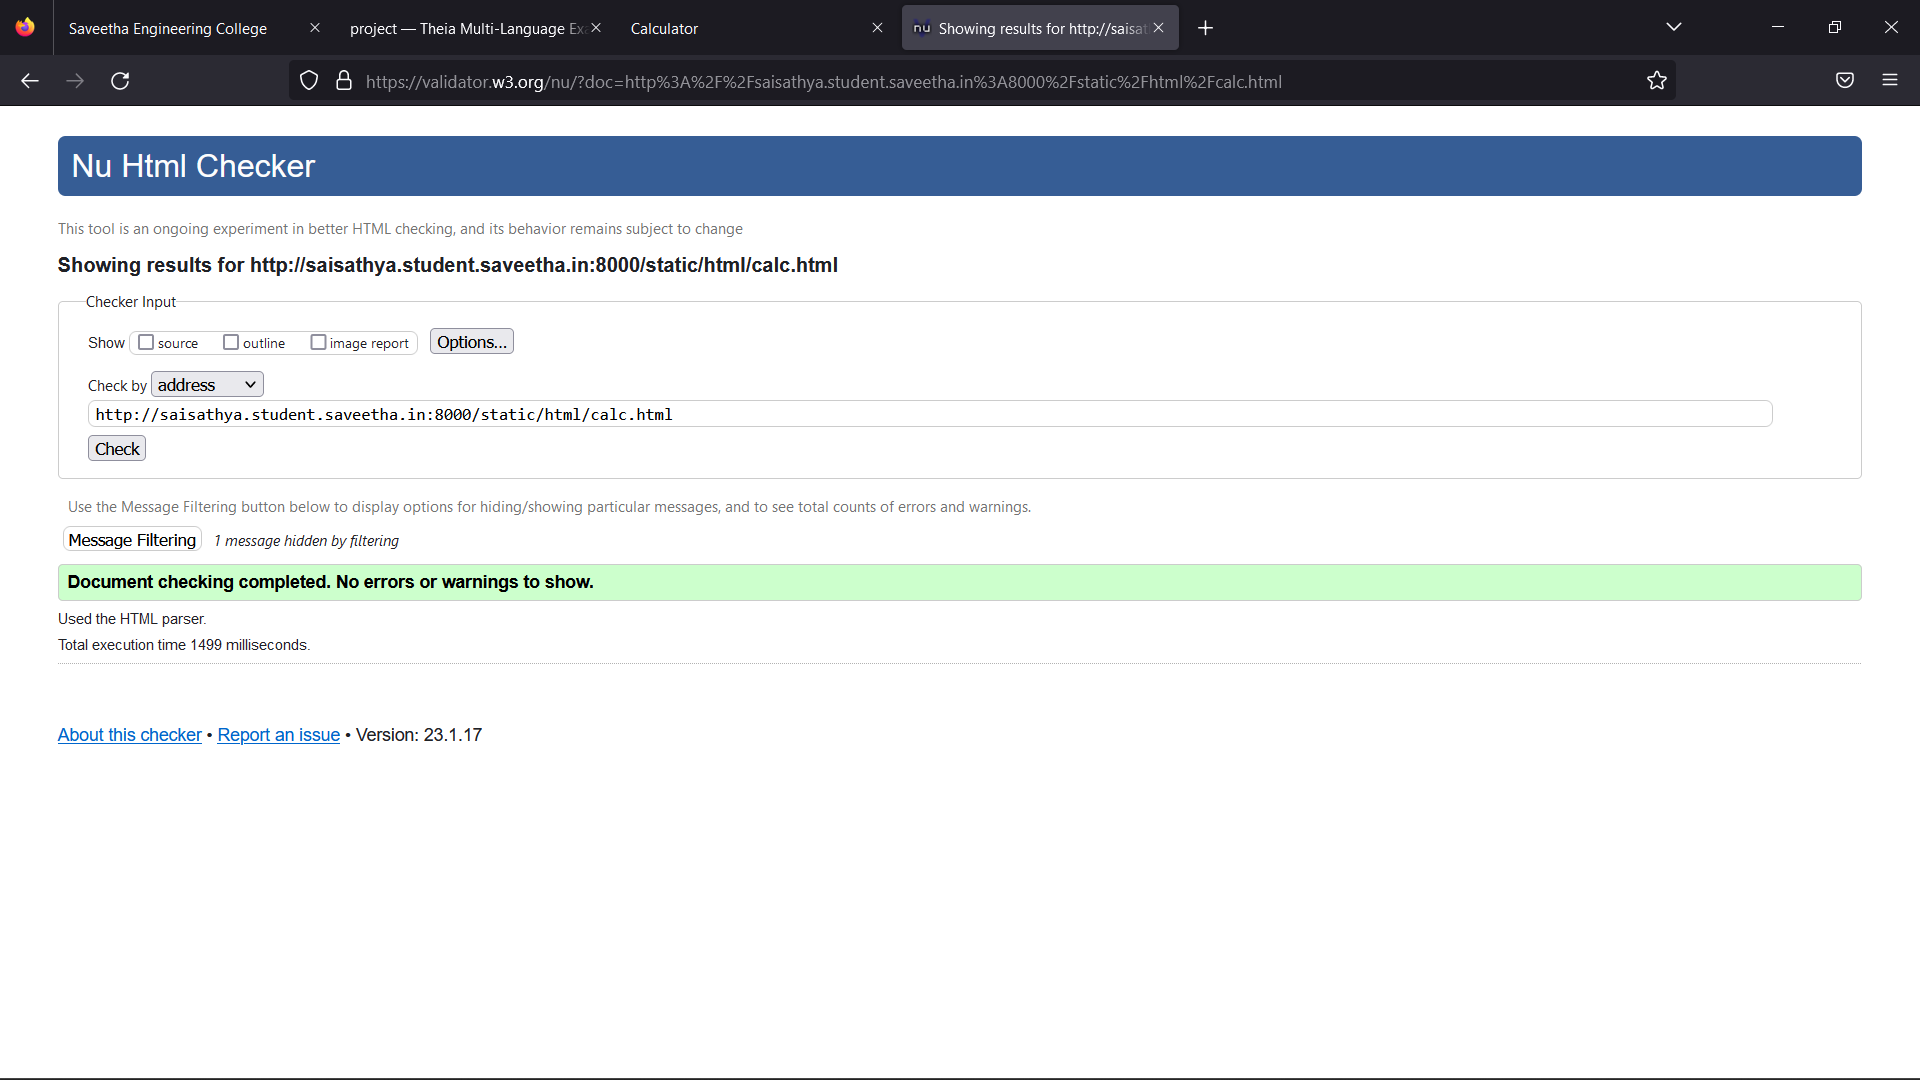 Saveetha Engineering College
project — Theia Multi-Language Ex
Calculator
nu Showing results for http://saisat
https://validator.w3.org/nu/?doc=http%3A%2F%2Fsaisathya.student.saveetha.in%3A8000%2Fstatic%2Fhtml%2Fcalc.html
Nu Html Checker
This tool is an ongoing experiment in better HTML checking, and its behavior remains subject to change
Showing results for http://saisathya.student.saveetha.in:8000/static/html/calc.html
Checker Input
Show source outline image report Options...
Check by address
http://saisathya.student.saveetha.in:8000/static/html/calc.html
Check
Use the Message Filtering button below to display options for hiding/showing particular messages, and to see total counts of errors and warnings.
Message Filtering 1 message hidden by filtering
Document checking completed. No errors or warnings to show.
Used the HTML parser.
Total execution time 1499 milliseconds.
About this checker • Report an issue • Version: 23.1.17